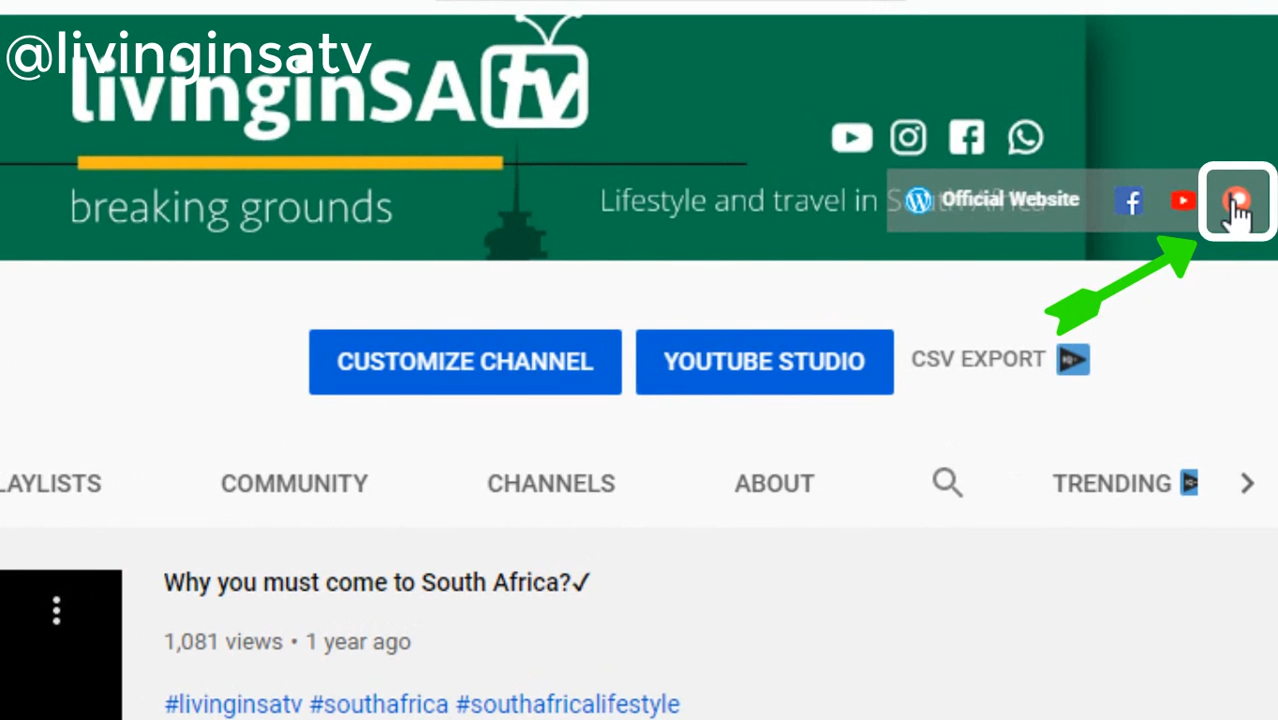 @livinginsatv
livinginSA tv
breaking grounds
Lifestyle and travel in South Africa
Official Website
CUSTOMIZE CHANNEL
YOUTUBE STUDIO
CSV EXPORT
LAYLISTS
COMMUNITY
CHANNELS
ABOUT
TRENDING
Why you must come to South Africa?✓
1,081 views • 1 year ago
#livinginsatv #southafrica #southafricalifestyle